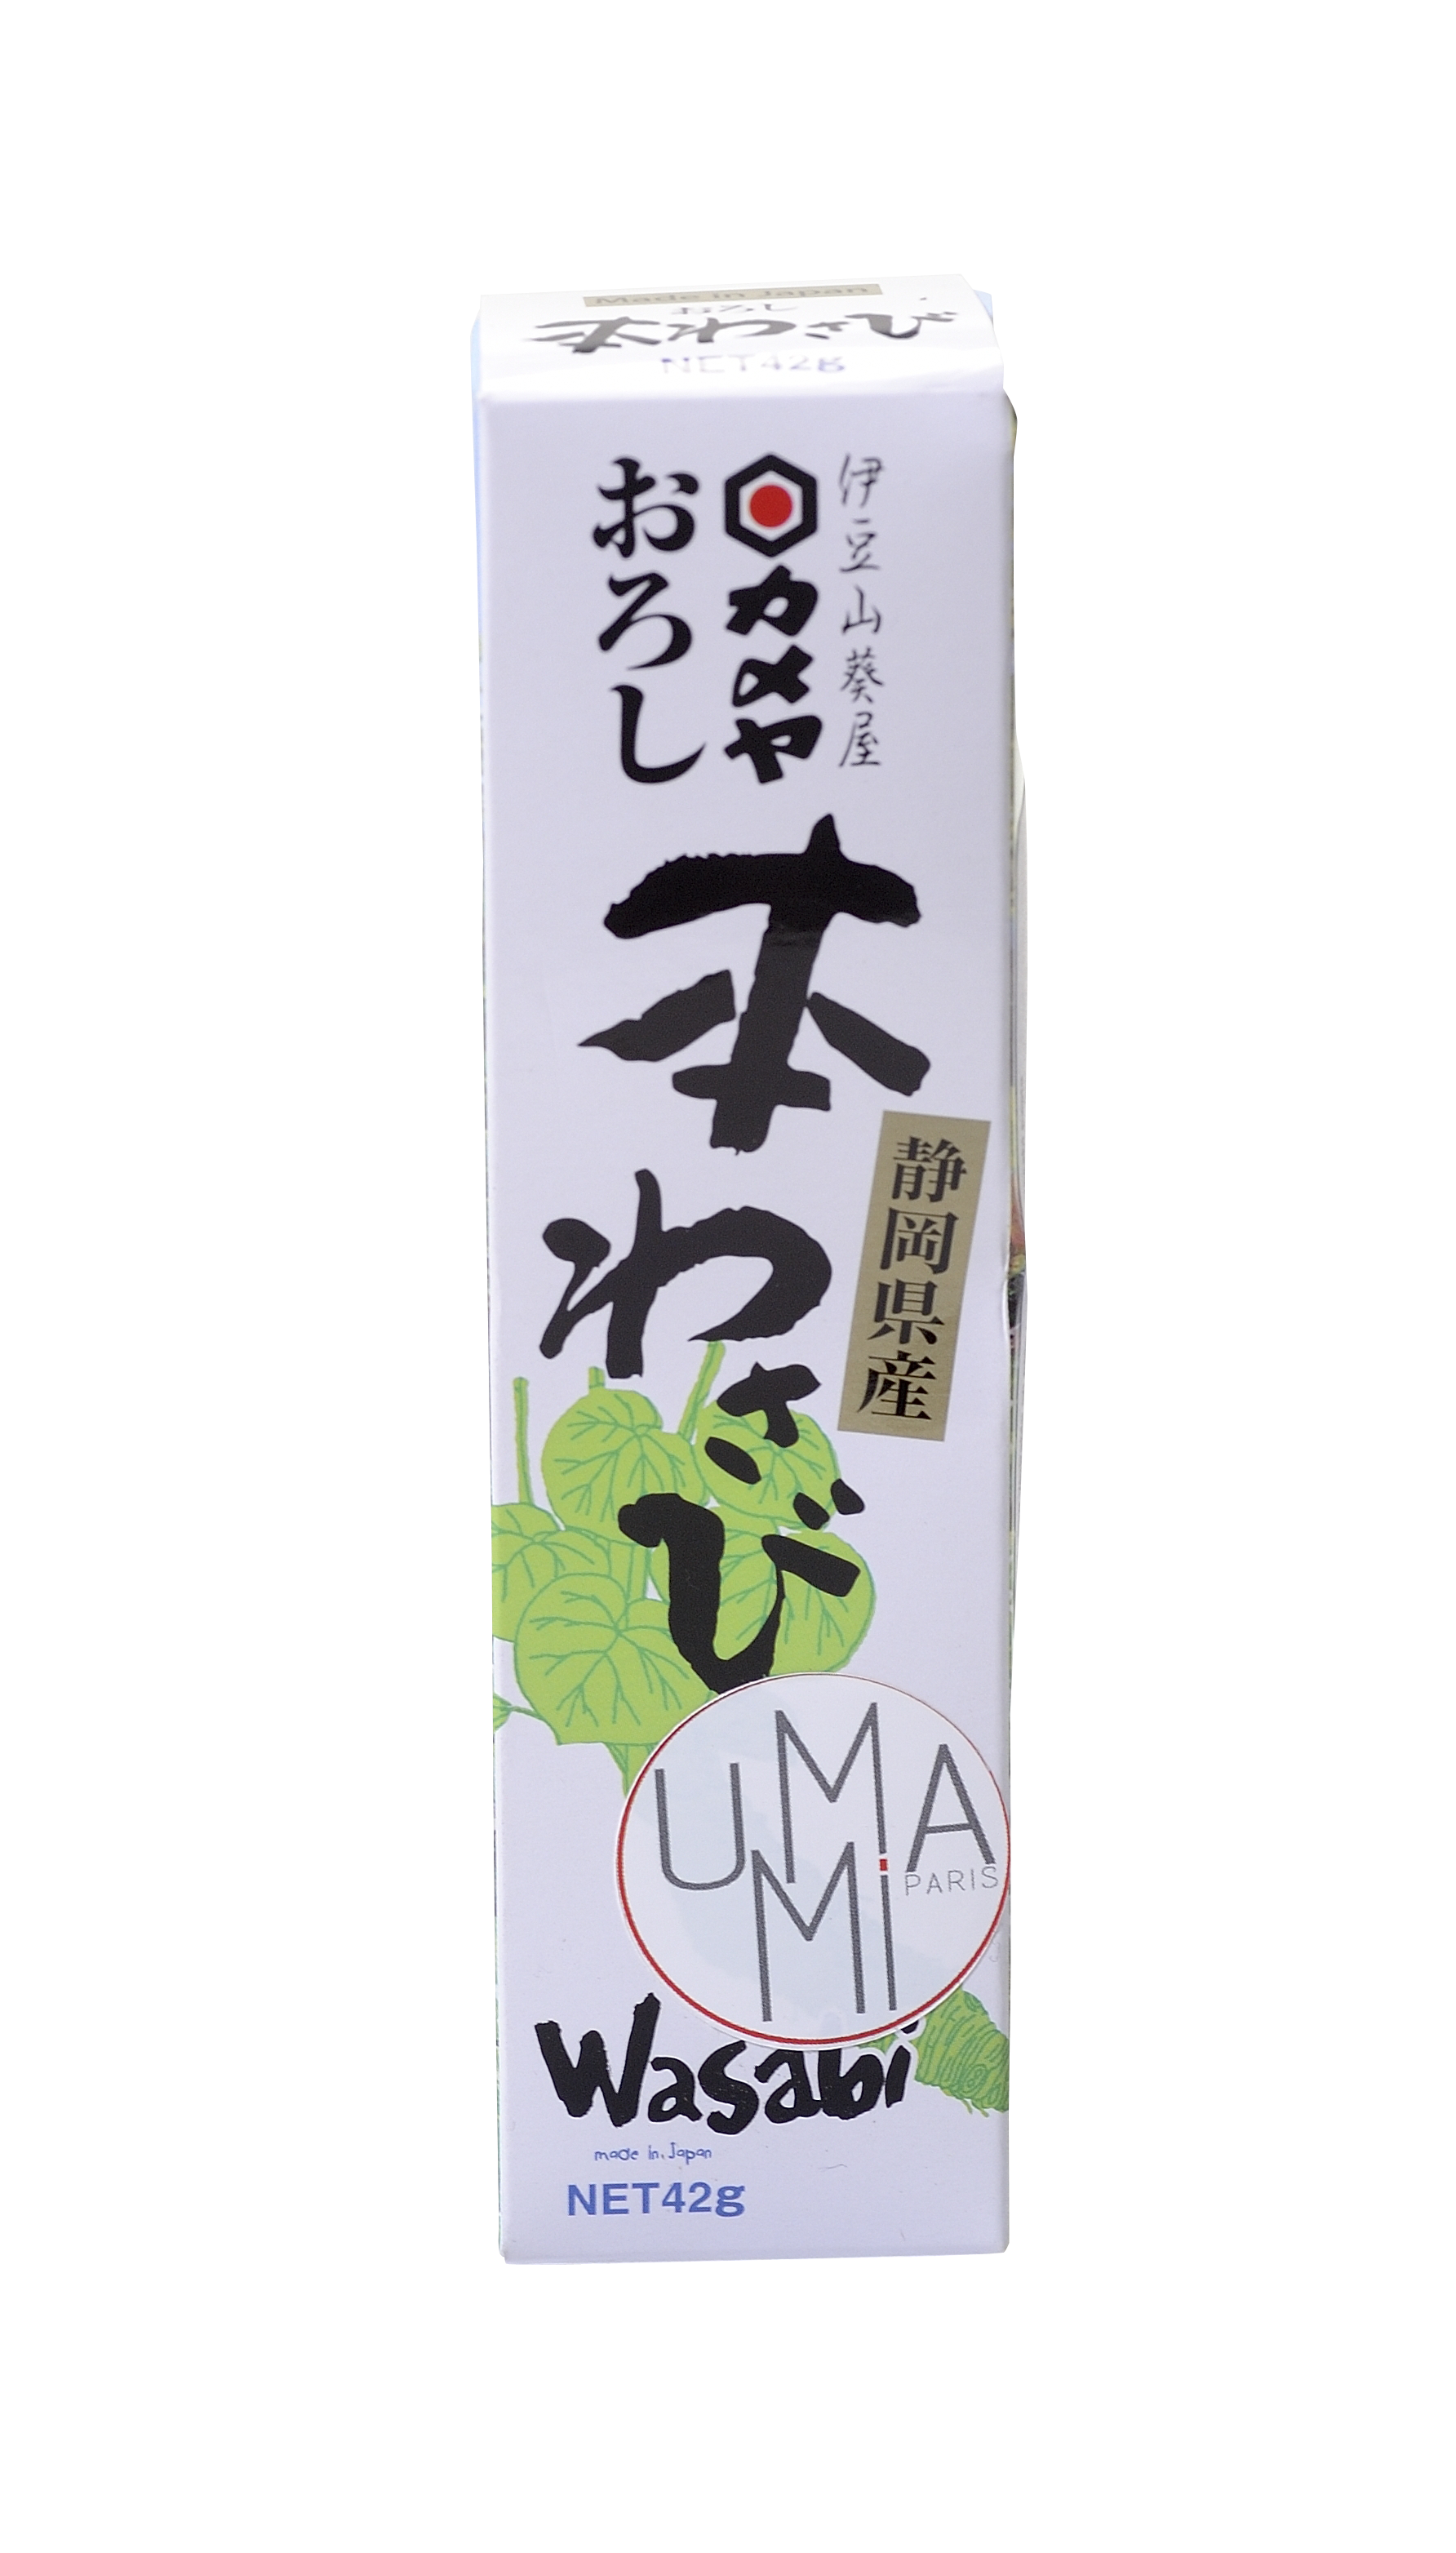 Made in Japan
おろし
本わさび
NET42g
伊豆山葵屋
カメヤ
おろし
本わさび
静岡県産
UMAMi
PARIS
Wasabi
made in Japan
NET42g